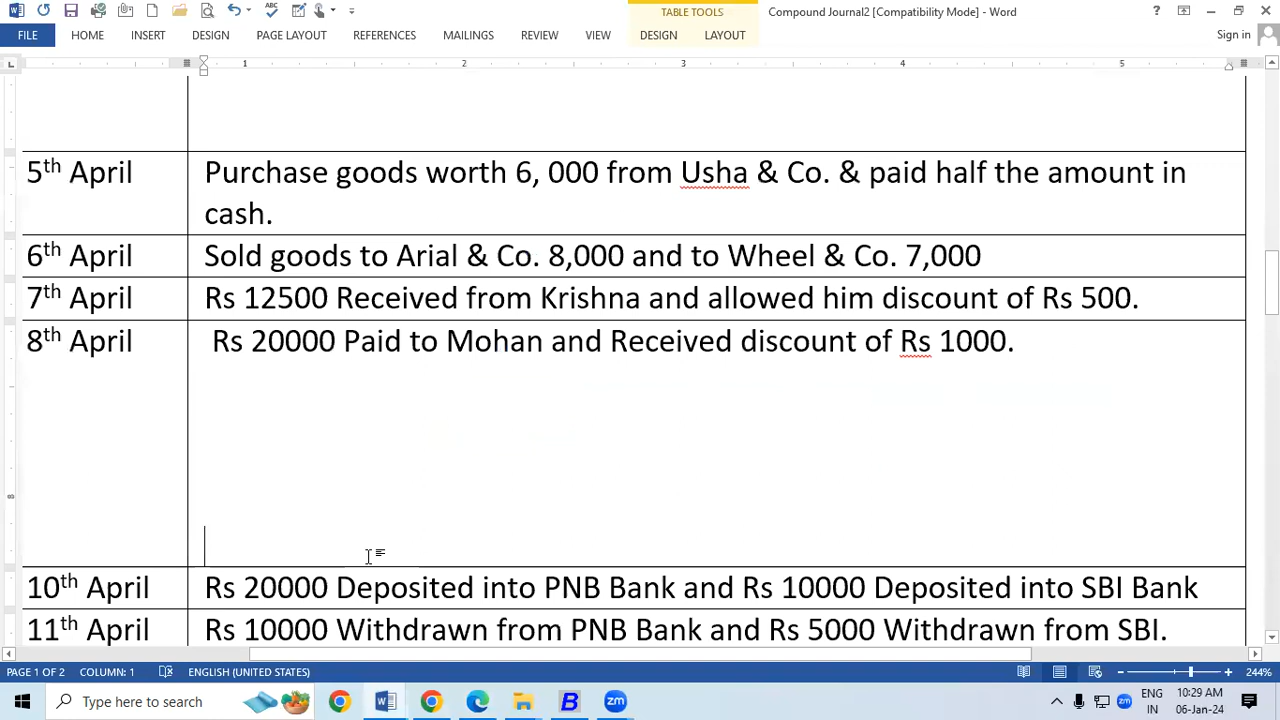 TABLE TOOLS
Compound Journal2 [Compatibility Mode] - Word
FILE HOME INSERT DESIGN PAGE LAYOUT REFERENCES MAILINGS REVIEW VIEW DESIGN LAYOUT Sign in
1 2 3 4 5
5th April Purchase goods worth 6, 000 from Usha & Co. & paid half the amount in
cash.
6th April Sold goods to Arial & Co. 8,000 and to Wheel & Co. 7,000
7th April Rs 12500 Received from Krishna and allowed him discount of Rs 500.
8th April Rs 20000 Paid to Mohan and Received discount of Rs 1000.
10th April Rs 20000 Deposited into PNB Bank and Rs 10000 Deposited into SBI Bank
11th April Rs 10000 Withdrawn from PNB Bank and Rs 5000 Withdrawn from SBI.
PAGE 1 OF 2 COLUMN: 1 ENGLISH (UNITED STATES) 244%
Type here to search
ENG 10:29 AM
IN 06-Jan-24